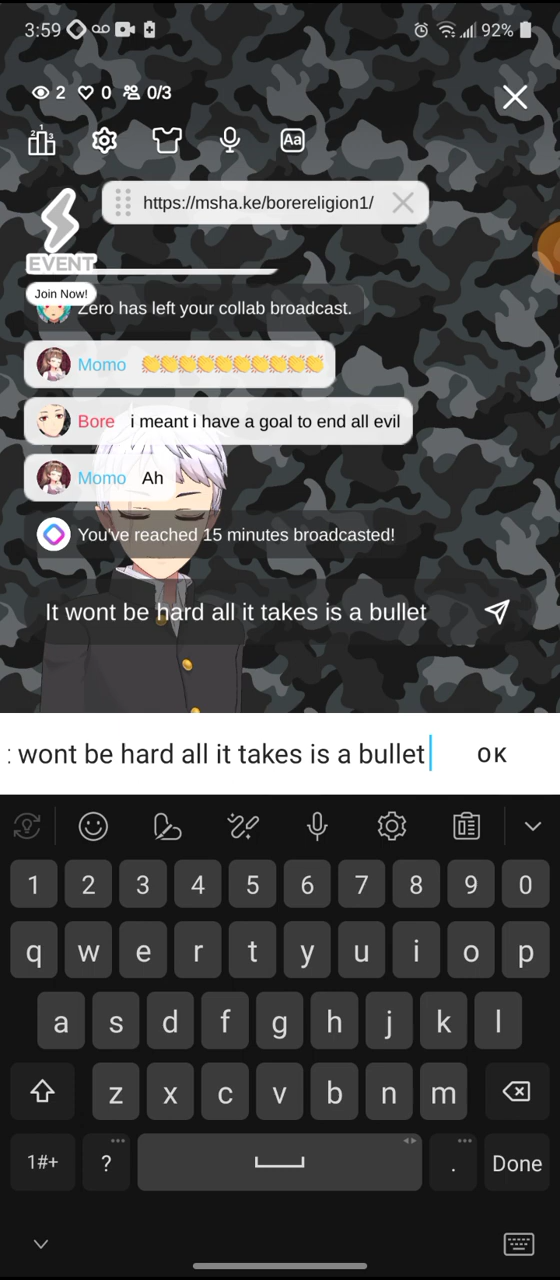 3:59 92%
2 0 0/3
1 2 3
Aa
https://msha.ke/borereligion1/
EVENT
Join Now!
Zero has left your collab broadcast.
Momo 👏👏👏👏👏👏👏👏👏👏
Bore i meant i have a goal to end all evil
Momo Ah
You've reached 15 minutes broadcasted!
It wont be hard all it takes is a bullet
wont be hard all it takes is a bullet OK
1 2 3 4 5 6 7 8 9 0
q w e r t y u i o p
a s d f g h j k l
z x c v b n m
1#+ ? . Done